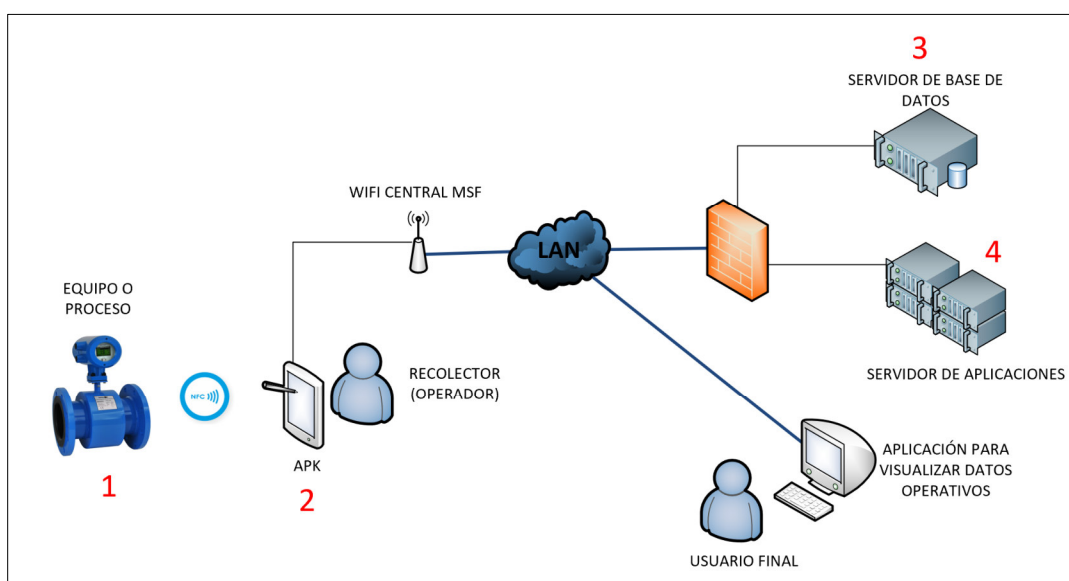 3
SERVIDOR DE BASE DE
DATOS
WIFI CENTRAL MSF
LAN
4
EQUIPO O
PROCESO
NFC
RECOLECTOR
(OPERADOR)
SERVIDOR DE APLICACIONES
APK
1
2
APLICACIÓN PARA
VISUALIZAR DATOS
OPERATIVOS
USUARIO FINAL